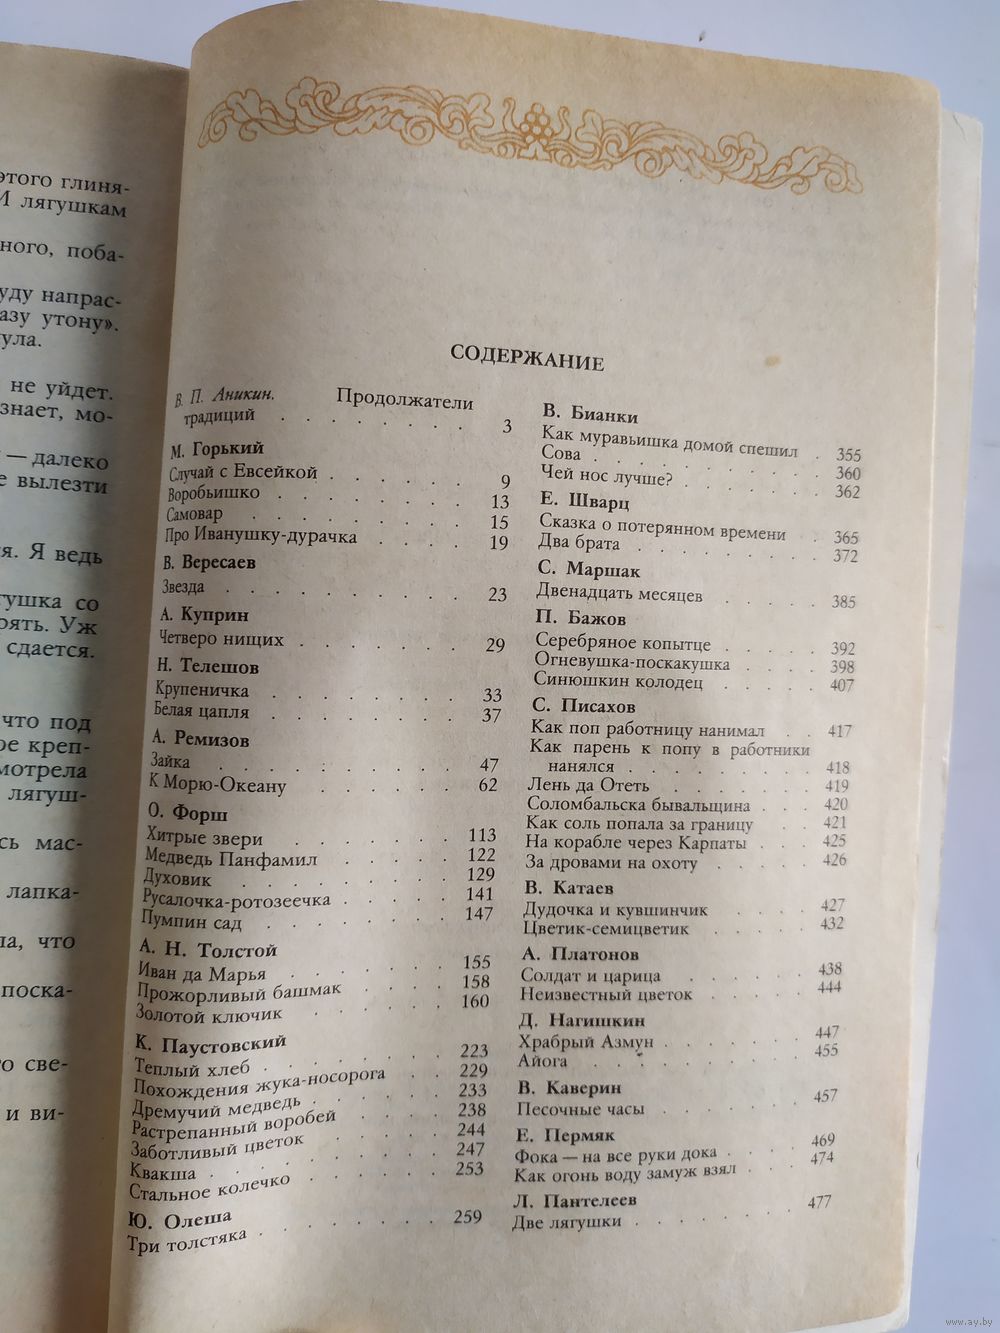 этого глиня-
И лягушкам
ного, поба-
уду напрас-
азу утону».
ула.
не уйдет.
знает, мо-
— далеко
е вылезти
я. Я ведь
гушка со
рять. Уж
сдается.
что под
ое креп-
мотрела
лягуш-
сь мас-
лапка-
ла, что
поска-
о све-
и ви-
СОДЕРЖАНИЕ
В. П. Аникин. Продолжатели
традиций . . . . . . . . 3
М. Горький
Случай с Евсейкой . . . . . . 9
Воробьишко . . . . . . . 13
Самовар . . . . . . . . 15
Про Иванушку-дурачка . . . . 19
В. Вересаев
Звезда . . . . . . . . . 23
А. Куприн
Четверо нищих . . . . . . 29
Н. Телешов
Крупеничка . . . . . . . 33
Белая цапля . . . . . . . 37
А. Ремизов
Зайка . . . . . . . . . 47
К Морю-Океану . . . . . . 62
О. Форш
Хитрые звери . . . . . . 113
Медведь Панфамил . . . . . 122
Духовик . . . . . . . . 129
Русалочка-ротозеечка . . . . . 141
Пумпин сад . . . . . . . 147
А. Н. Толстой
Иван да Марья . . . . . . 155
Прожорливый башмак . . . . 158
Золотой ключик . . . . . . 160
К. Паустовский
Теплый хлеб . . . . . . . 223
Похождения жука-носорога . . 229
Дремучий медведь . . . . . . 233
Растрепанный воробей . . . . 238
Заботливый цветок . . . . . 244
Квакша . . . . . . . . 247
Стальное колечко . . . . . . 253
Ю. Олеша
Три толстяка . . . . . . . 259
В. Бианки
Как муравьишка домой спешил . 355
Сова . . . . . . . . . 360
Чей нос лучше? . . . . . . 362
Е. Шварц
Сказка о потерянном времени . 365
Два брата . . . . . . . . 372
С. Маршак
Двенадцать месяцев . . . . . 385
П. Бажов
Серебряное копытце . . . . . 392
Огневушка-поскакушка . . . . 398
Синюшкин колодец . . . . . 407
С. Писахов
Как поп работницу нанимал . . 417
Как парень к попу в работники
нанялся . . . . . . . . 418
Лень да Отеть . . . . . . . 419
Соломбальска бывальщина . . . 420
Как соль попала за границу . . 421
На корабле через Карпаты . . . 425
За дровами на охоту . . . . . 426
В. Катаев
Дудочка и кувшинчик . . . . 427
Цветик-семицветик . . . . . 432
А. Платонов
Солдат и царица . . . . . . 438
Неизвестный цветок . . . . . 444
Д. Нагишкин
Храбрый Азмун . . . . . . 447
Айога . . . . . . . . . 455
В. Каверин
Песочные часы . . . . . . 457
Е. Пермяк
Фока — на все руки дока . . . . 469
Как огонь воду замуж взял . . . 474
Л. Пантелеев
Две лягушки . . . . . . . 477
www.ay.by